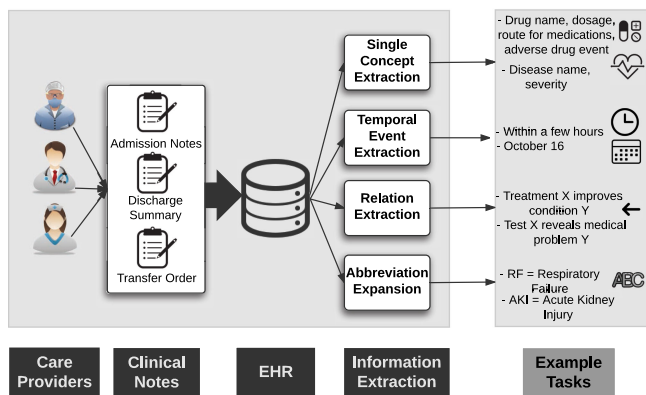 Admission Notes
Discharge
Summary
Transfer Order
Single
Concept
Extraction
Temporal
Event
Extraction
Relation
Extraction
Abbreviation
Expansion
- Drug name, dosage,
route for medications,
adverse drug event
- Disease name,
severity
- Within a few hours
- October 16
- Treatment X improves
condition Y
- Test X reveals medical
problem Y
- RF = Respiratory
Failure
- AKI = Acute Kidney
Injury
ABC
Care
Providers
Clinical
Notes
EHR
Information
Extraction
Example
Tasks